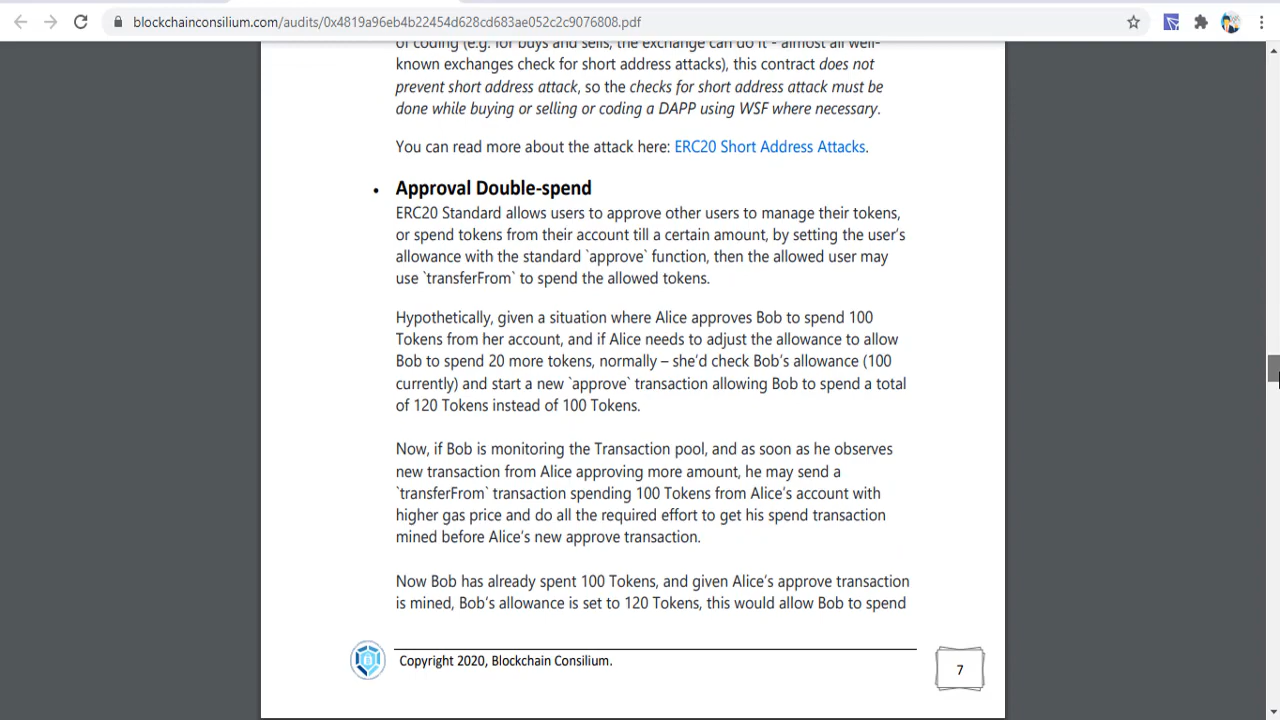 blockchainconsilium.com/audits/0x4819a96eb4b22454d628cd683ae052c2c9076808.pdf
of coding (e.g. for buys and sells, the exchange can do it - almost all well-
known exchanges check for short address attacks), this contract does not
prevent short address attack, so the checks for short address attack must be
done while buying or selling or coding a DAPP using WSF where necessary.
You can read more about the attack here: ERC20 Short Address Attacks.
• Approval Double-spend
ERC20 Standard allows users to approve other users to manage their tokens,
or spend tokens from their account till a certain amount, by setting the user's
allowance with the standard `approve` function, then the allowed user may
use `transferFrom` to spend the allowed tokens.
Hypothetically, given a situation where Alice approves Bob to spend 100
Tokens from her account, and if Alice needs to adjust the allowance to allow
Bob to spend 20 more tokens, normally – she'd check Bob's allowance (100
currently) and start a new `approve` transaction allowing Bob to spend a total
of 120 Tokens instead of 100 Tokens.
Now, if Bob is monitoring the Transaction pool, and as soon as he observes
new transaction from Alice approving more amount, he may send a
`transferFrom` transaction spending 100 Tokens from Alice's account with
higher gas price and do all the required effort to get his spend transaction
mined before Alice's new approve transaction.
Now Bob has already spent 100 Tokens, and given Alice's approve transaction
is mined, Bob's allowance is set to 120 Tokens, this would allow Bob to spend
Copyright 2020, Blockchain Consilium.
7